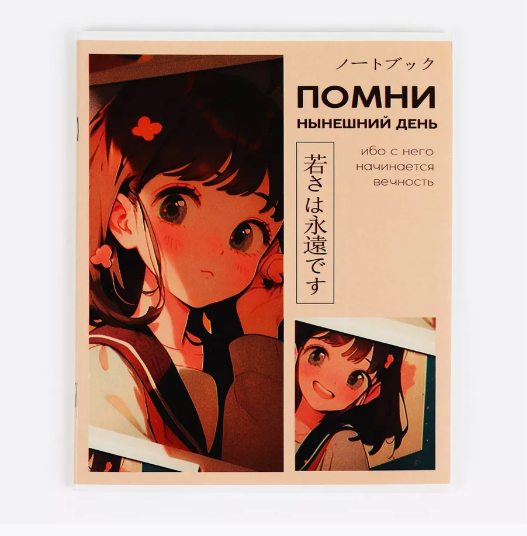 ノートブック
ПОМНИ
НЫНЕШНИЙ ДЕНЬ
ибо с него
начинается
вечность
若さは永遠です